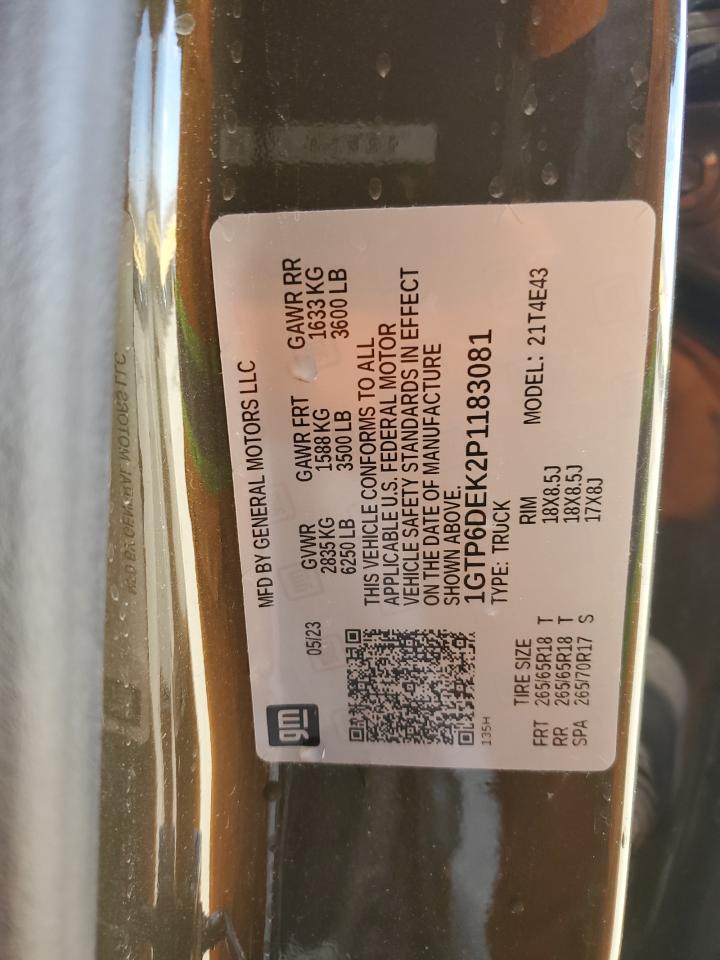 gm
MFD BY GENERAL MOTORS LLC
05/23
GVWR GAWR FRT GAWR RR
2835 KG 1588 KG 1633 KG
6250 LB 3500 LB 3600 LB
THIS VEHICLE CONFORMS TO ALL
APPLICABLE U.S. FEDERAL MOTOR
VEHICLE SAFETY STANDARDS IN EFFECT
ON THE DATE OF MANUFACTURE
SHOWN ABOVE.
1GTP6DEK2P1183081
135H
TYPE: TRUCK
TIRE SIZE RIM MODEL: 21T4E43
FRT 265/65R18 T 18X8.5J
RR 265/65R18 T 18X8.5J
SPA 265/70R17 S 17X8J